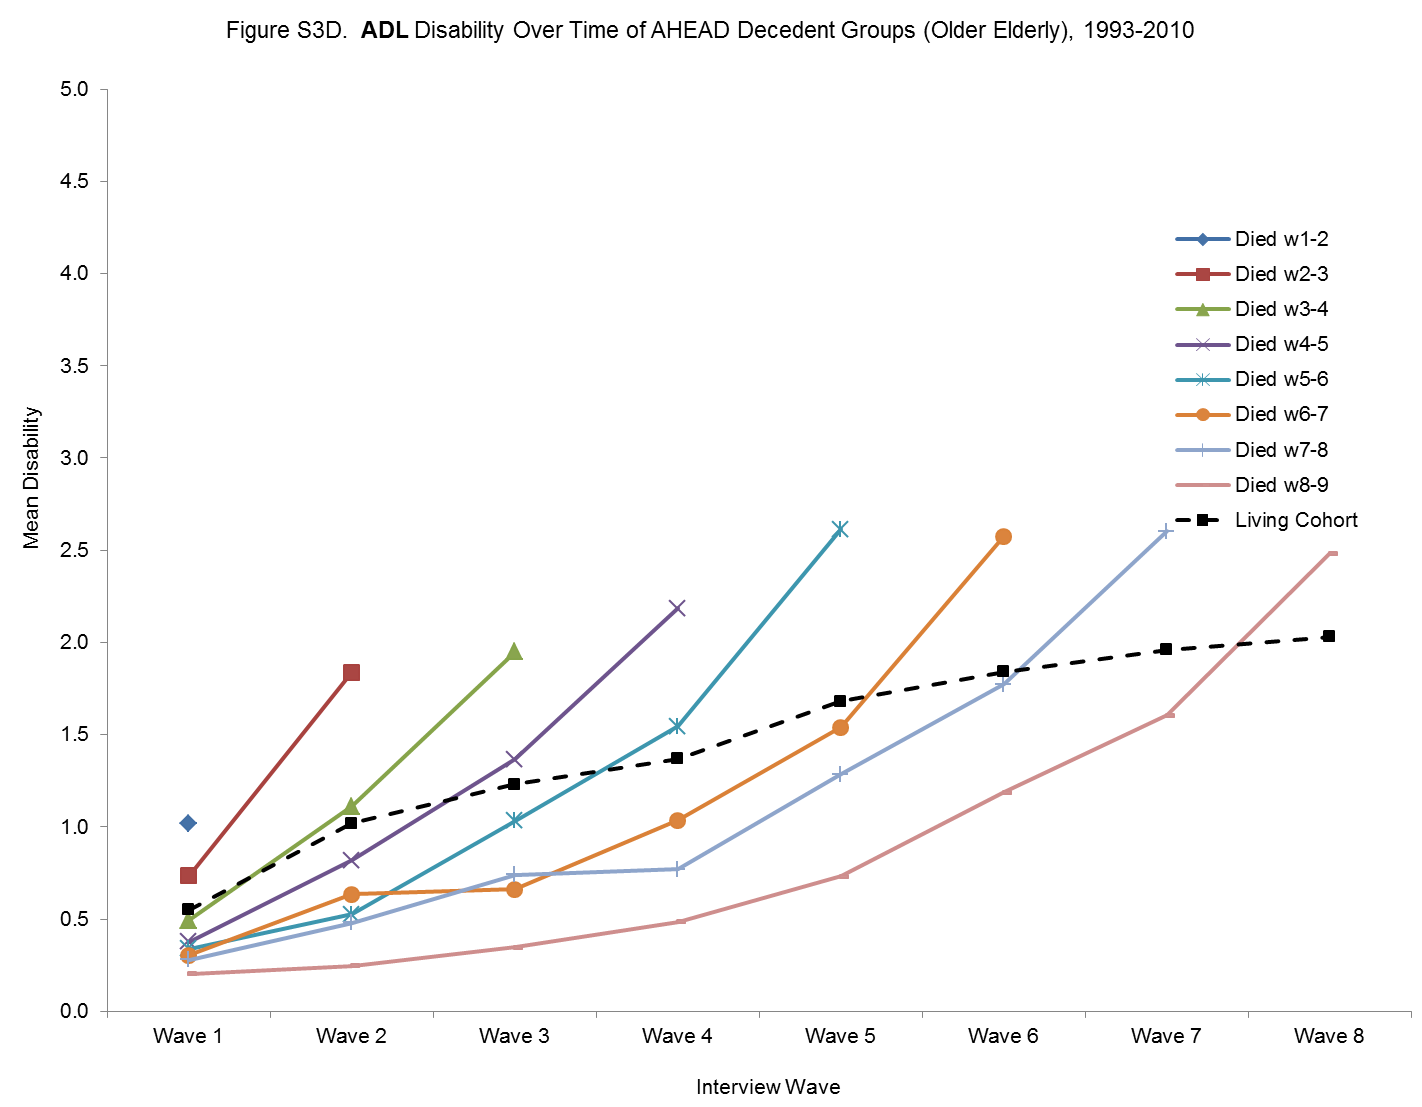 Figure S3D. ADL Disability Over Time of AHEAD Decedent Groups (Older Elderly), 1993-2010
5.0
4.5
4.0
3.5
3.0
2.5
2.0
1.5
1.0
0.5
0.0
Mean Disability
Died w1-2
Died w2-3
Died w3-4
Died w4-5
Died w5-6
Died w6-7
Died w7-8
Died w8-9
Living Cohort
Wave 1 Wave 2 Wave 3 Wave 4 Wave 5 Wave 6 Wave 7 Wave 8
Interview Wave